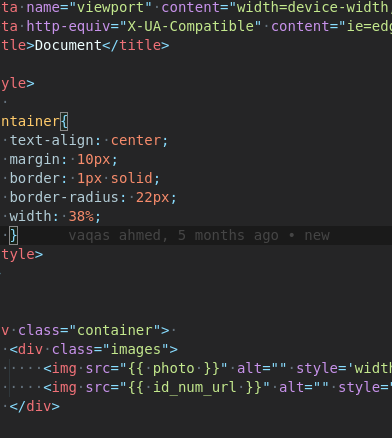 ta name="viewport" content="width=device-width,
ta http-equiv="X-UA-Compatible" content="ie=edg
tle>Document</title>
yle>
ntainer{
text-align: center;
margin: 10px;
border: 1px solid;
border-radius: 22px;
width: 38%;
} vaqas ahmed, 5 months ago • new
tyle>
v class="container">
<div class="images">
<img src="{{ photo }}" alt="" style='width
<img src="{{ id_num_url }}" alt="" style='
</div>